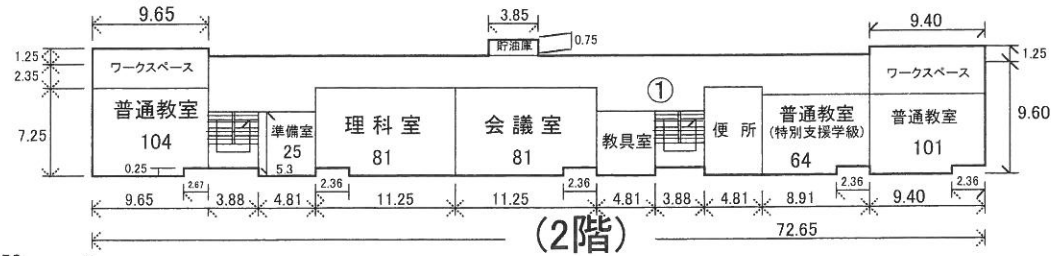 9.65
3.85
9.40
貯油庫
0.75
1.25
2.35
7.25
ワークスペース
ワークスペース
1.25
9.60
①
普通教室
104
準備室
25
5.3
理科室
81
会議室
81
教具室
便所
普通教室
(特別支援学級)
64
普通教室
101
0.25
2.67
2.36
2.36
2.36
2.36
9.65
3.88
4.81
11.25
11.25
4.81
3.88
4.81
8.91
9.40
(2階)
72.65